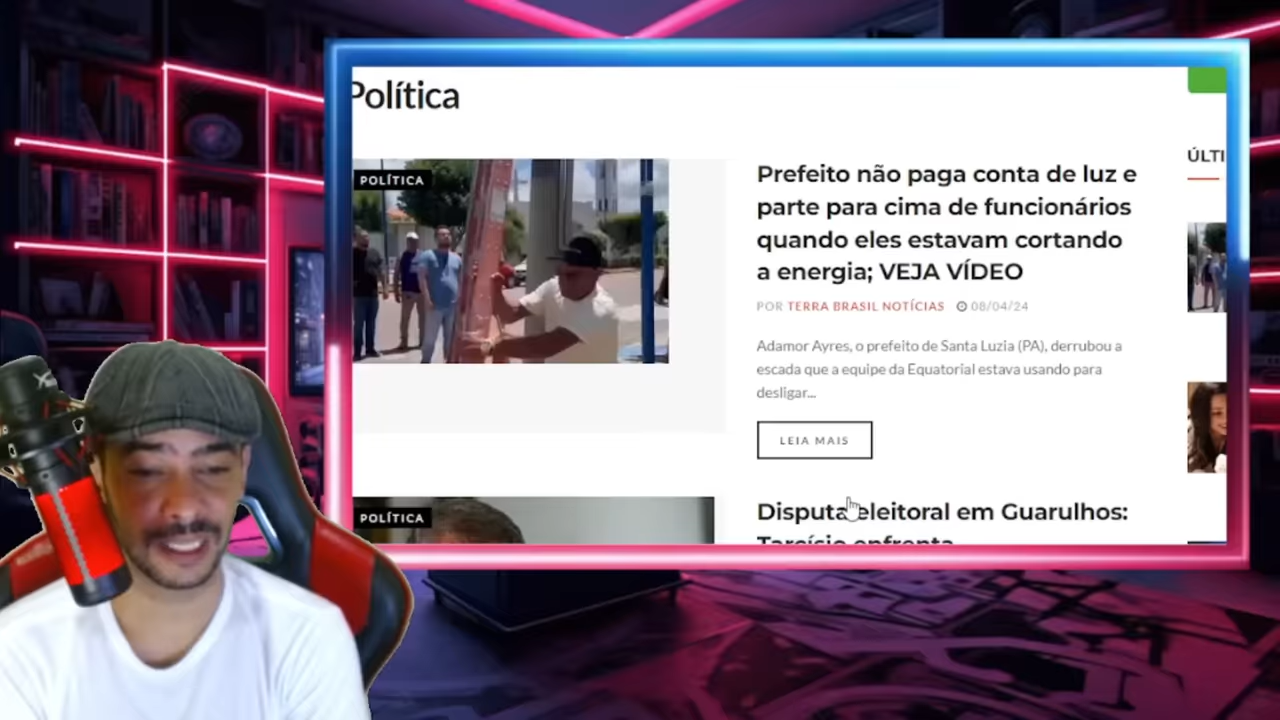 Política
POLÍTICA
Prefeito não paga conta de luz e
parte para cima de funcionários
quando eles estavam cortando
a energia; VEJA VÍDEO
POR TERRA BRASIL NOTÍCIAS 08/04/24
Adamor Ayres, o prefeito de Santa Luzia (PA), derrubou a
escada que a equipe da Equatorial estava usando para
desligar...
LEIA MAIS
POLÍTICA
Disputa eleitoral em Guarulhos:
Tarcísio enfrenta
ÚLTI